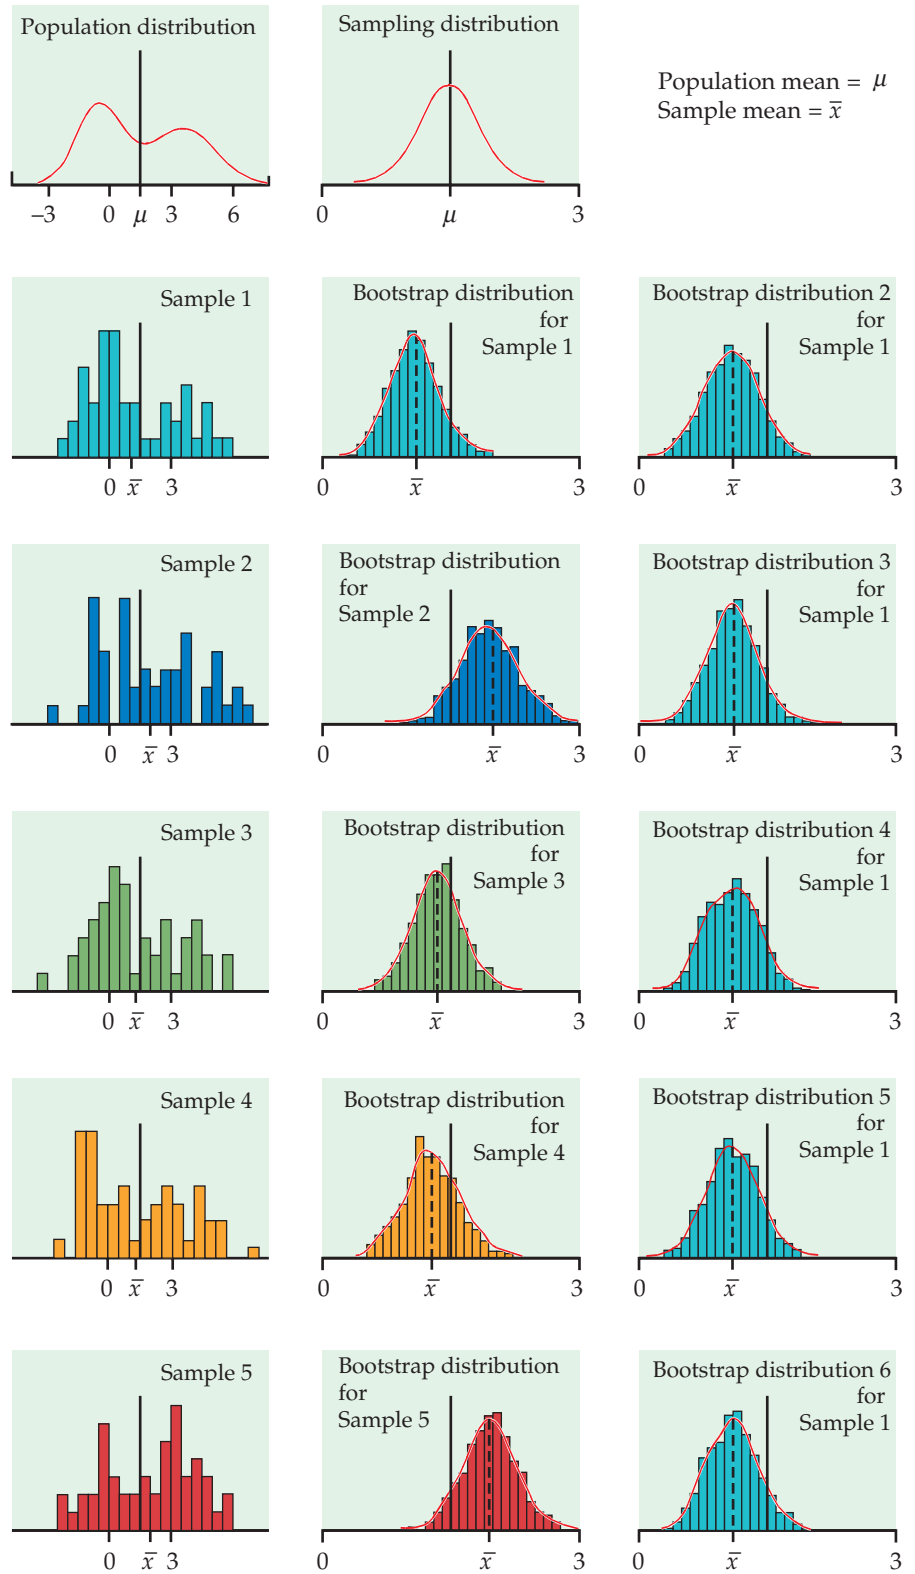 Population distribution
−3 0 μ 3 6
Sampling distribution
0 μ 3
Population mean = μ
Sample mean = x̄
Sample 1
0 x̄ 3
Bootstrap distribution
for
Sample 1
0 x̄ 3
Bootstrap distribution 2
for
Sample 1
0 x̄ 3
Sample 2
0 x̄ 3
Bootstrap distribution
for
Sample 2
0 x̄ 3
Bootstrap distribution 3
for
Sample 1
0 x̄ 3
Sample 3
0 x̄ 3
Bootstrap distribution
for
Sample 3
0 x̄ 3
Bootstrap distribution 4
for
Sample 1
0 x̄ 3
Sample 4
0 x̄ 3
Bootstrap distribution
for
Sample 4
0 x̄ 3
Bootstrap distribution 5
for
Sample 1
0 x̄ 3
Sample 5
0 x̄ 3
Bootstrap distribution
for
Sample 5
0 x̄ 3
Bootstrap distribution 6
for
Sample 1
0 x̄ 3